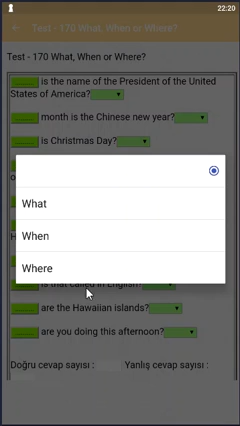 22:20
Test - 170 What, When or Where?
Test - 170 What, When or Where?
is the name of the President of the United
States of America?
month is the Chinese new year?
is Christmas Day?
What
When
Where
is that called in English?
are the Hawaiian islands?
are you doing this afternoon?
Doğru cevap sayısı : Yanlış cevap sayısı :